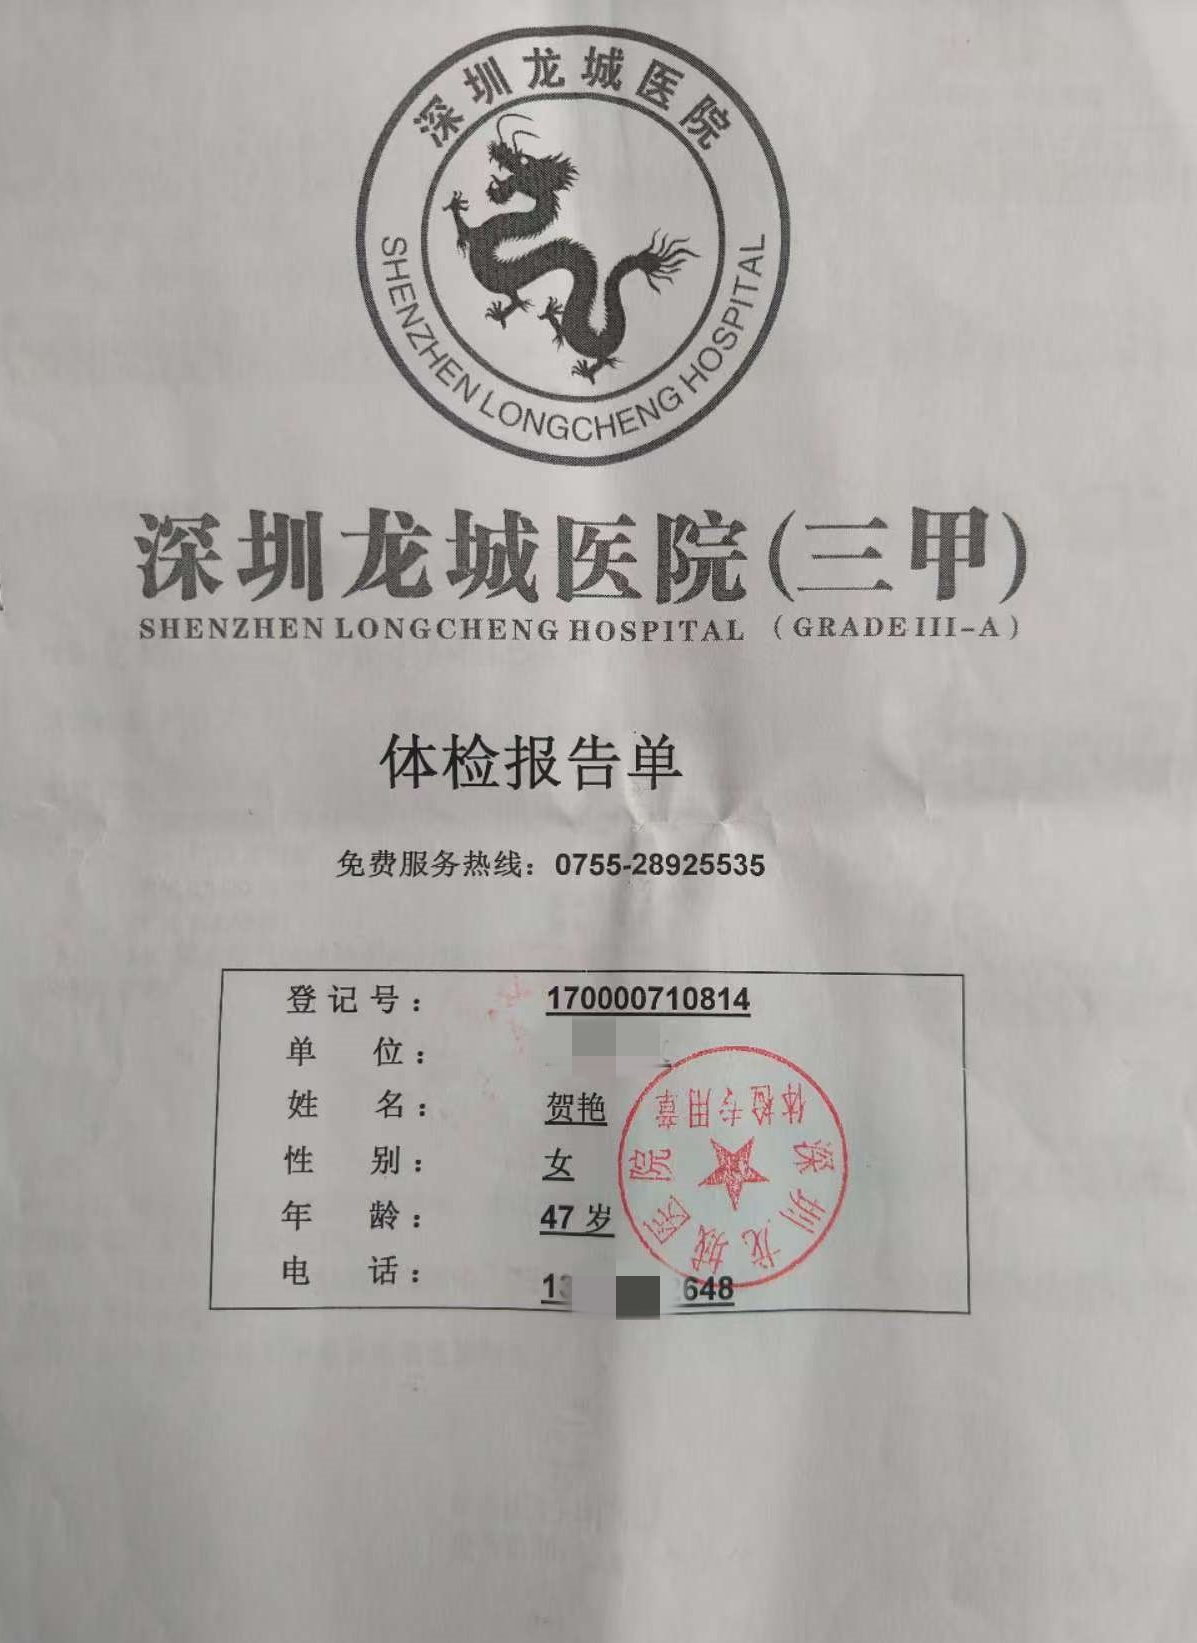 深圳龙城医院
SHENZHEN LONGCHENG HOSPITAL
深圳龙城医院(三甲)
SHENZHEN LONGCHENG HOSPITAL (GRADE III-A)
体检报告单
免费服务热线：0755-28925535
登记号： 170000710814
单 位：
姓 名： 贺艳
性 别： 女
年 龄： 47 岁
电 话： 13 648
深圳龙城医院
体检专用章